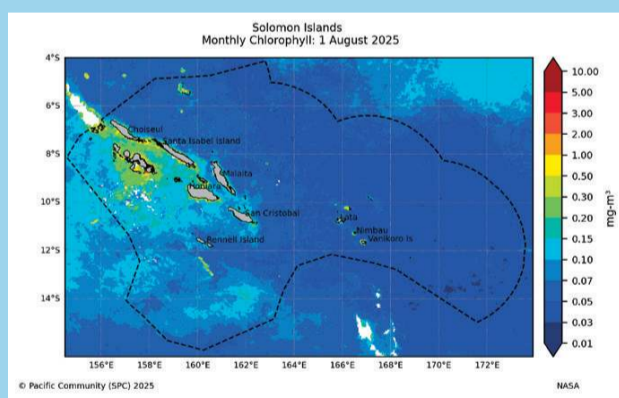 Solomon Islands
Monthly Chlorophyll: 1 August 2025
4°S
6°S
8°S
10°S
12°S
14°S
Choiseul
Santa Isabel Island
Malaita
Honiara
San Cristobal
Rennell Island
Lata
Nimbau
Vanikoro Is
156°E
158°E
160°E
162°E
164°E
166°E
168°E
170°E
172°E
10.00
5.00
3.00
2.00
1.00
0.50
0.30
0.20
0.15
0.10
0.07
0.05
0.03
0.01
mg-m³
© Pacific Community (SPC) 2025
NASA